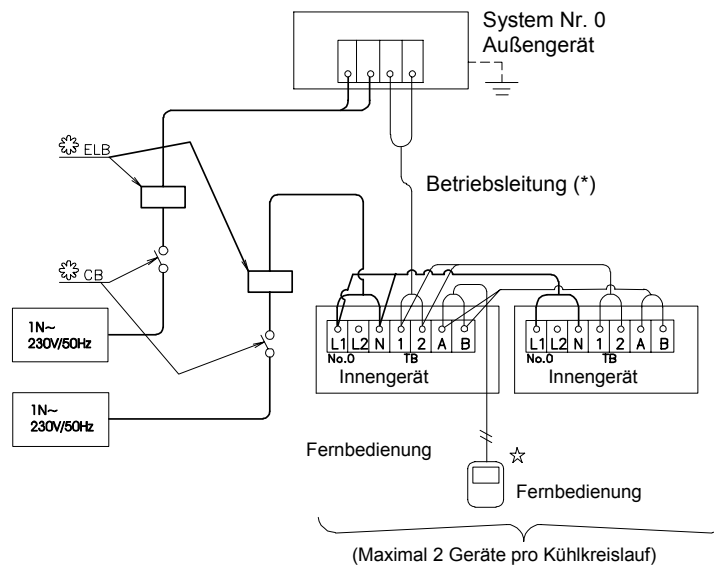 System Nr. 0
Außengerät
ELB
Betriebsleitung (*)
CB
1N~
230V/50Hz
L1 L2 N 1 2 A B
No.0 TB
Innengerät
L1 L2 N 1 2 A B
No.0 TB
Innengerät
1N~
230V/50Hz
Fernbedienung
Fernbedienung
(Maximal 2 Geräte pro Kühlkreislauf)